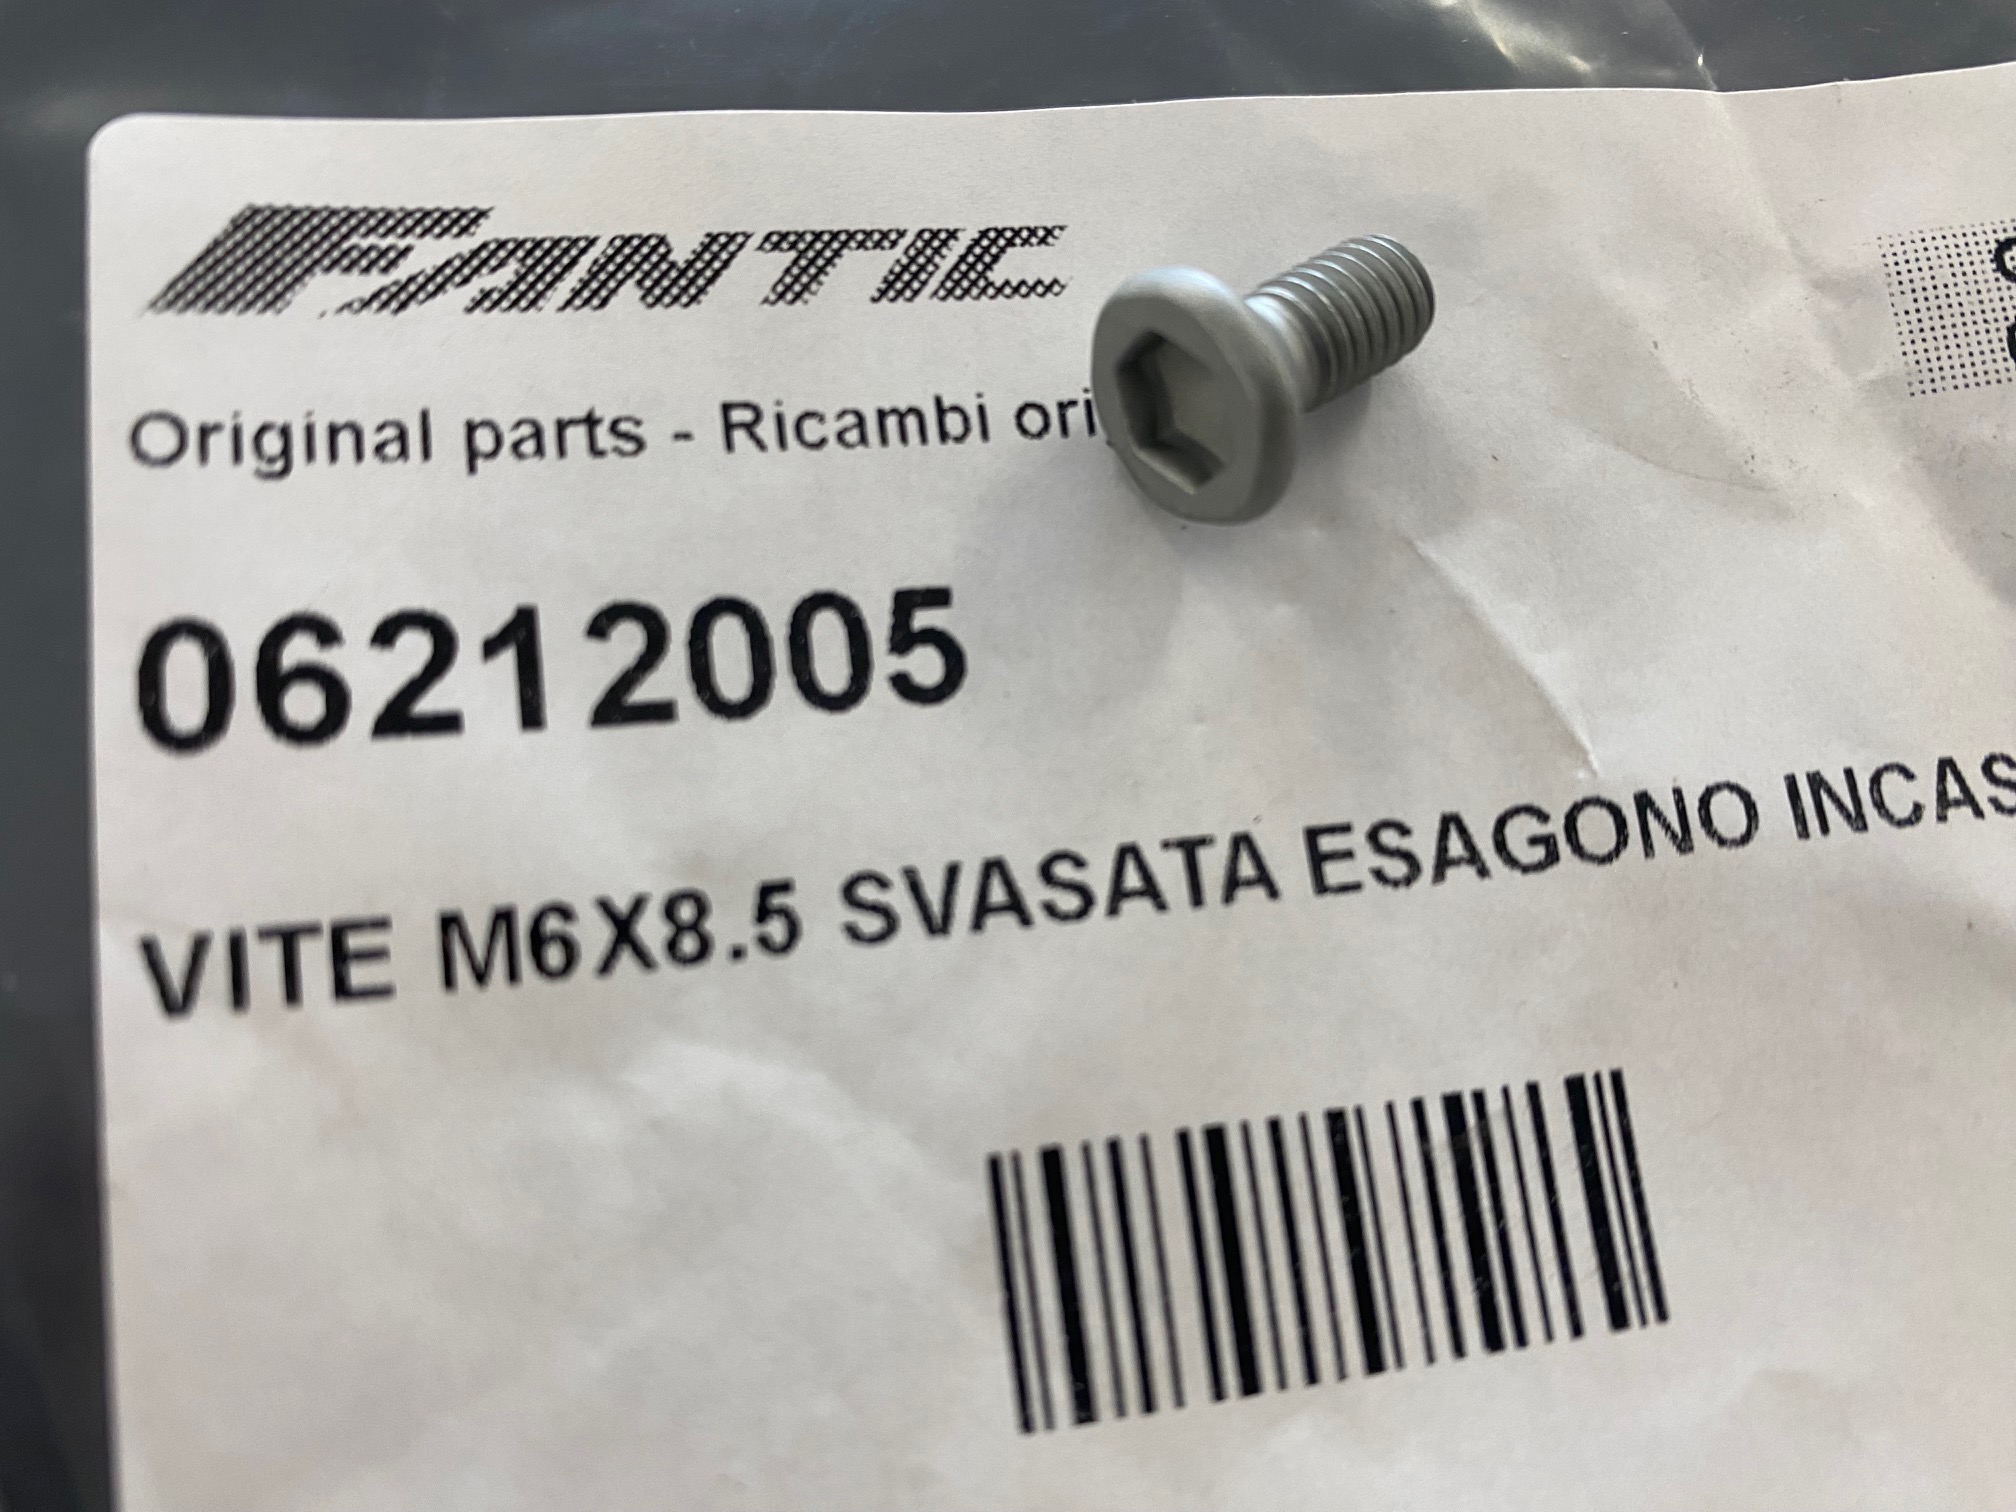 FANTIC
Original parts - Ricambi ori
06212005
VITE M6X8.5 SVASATA ESAGONO INCAS